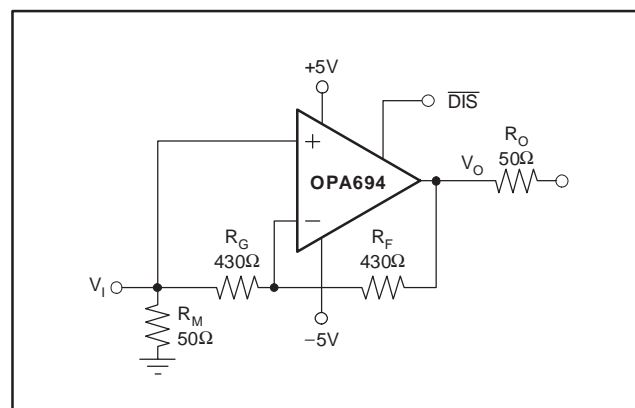 +5V
DIS
+
OPA694
−
V_O
R_O
50Ω
R_G
430Ω
R_F
430Ω
V_I
R_M
50Ω
−5V